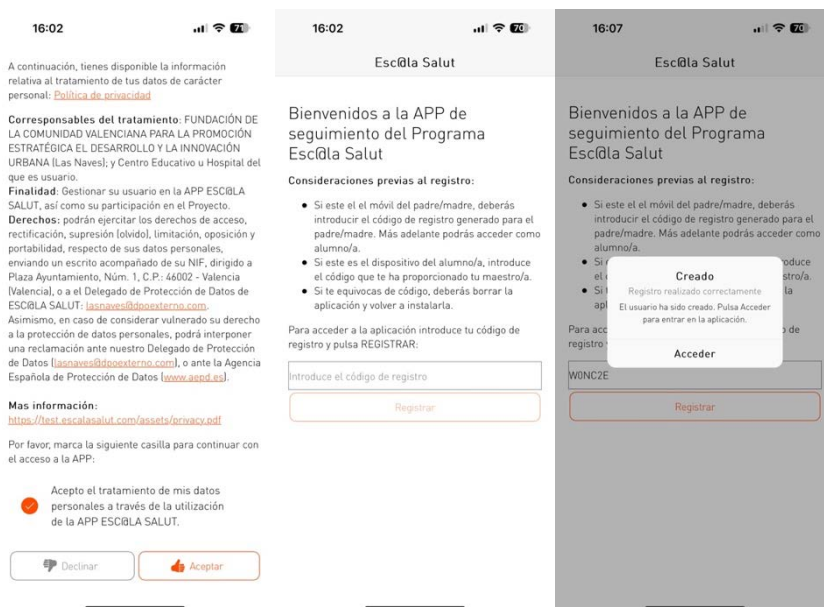 16:02
71
A continuación, tienes disponible la información
relativa al tratamiento de tus datos de carácter
personal: Política de privacidad
Corresponsables del tratamiento: FUNDACIÓN DE
LA COMUNIDAD VALENCIANA PARA LA PROMOCIÓN
ESTRATÉGICA EL DESARROLLO Y LA INNOVACIÓN
URBANA (Las Naves); y Centro Educativo u Hospital del
que es usuario.
Finalidad: Gestionar su usuario en la APP ESC@LA
SALUT, así como su participación en el Proyecto.
Derechos: podrán ejercitar los derechos de acceso,
rectificación, supresión (olvido), limitación, oposición y
portabilidad, respecto de sus datos personales,
enviando un escrito acompañado de su NIF, dirigido a
Plaza Ayuntamiento, Núm. 1, C.P.: 46002 - Valencia
(Valencia), o a el Delegado de Protección de Datos de
ESC@LA SALUT: lasnaves@dpoexterno.com.
Asimismo, en caso de considerar vulnerado su derecho
a la protección de datos personales, podrá interponer
una reclamación ante nuestro Delegado de Protección
de Datos (lasnaves@dpoexterno.com), o ante la Agencia
Española de Protección de Datos (www.aepd.es).
Mas información:
https://test.escalasalut.com/assets/privacy.pdf
Por favor, marca la siguiente casilla para continuar con
el acceso a la APP:
Acepto el tratamiento de mis datos
personales a través de la utilización
de la APP ESC@LA SALUT.
Declinar
Aceptar
16:02
70
Esc@la Salut
Bienvenidos a la APP de
seguimiento del Programa
Esc@la Salut
Consideraciones previas al registro:
• Si este el el móvil del padre/madre, deberás
introducir el código de registro generado para el
padre/madre. Más adelante podrás acceder como
alumno/a.
• Si este es el dispositivo del alumno/a, introduce
el código que te ha proporcionado tu maestro/a.
• Si te equivocas de código, deberás borrar la
aplicación y volver a instalarla.
Para acceder a la aplicación introduce tu código de
registro y pulsa REGISTRAR:
Introduce el código de registro
Registrar
16:07
70
Esc@la Salut
Bienvenidos a la APP de
seguimiento del Programa
Esc@la Salut
Consideraciones previas al registro:
• Si este el el móvil del padre/madre, deberás
introducir el código de registro generado para el
padre/madre. Más adelante podrás acceder como
alumno/a.
Creado
Registro realizado correctamente
El usuario ha sido creado. Pulsa Acceder
para entrar en la aplicación.
Acceder
W0NC2E
Registrar